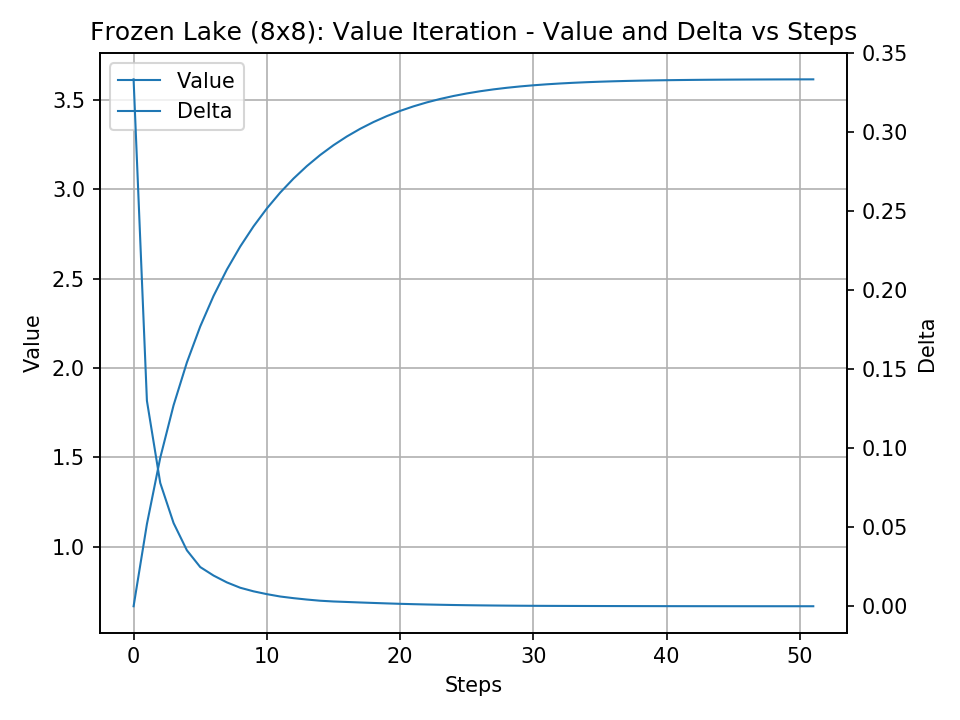 Frozen Lake (8x8): Value Iteration - Value and Delta vs Steps
Value
Delta
3.5
3.0
2.5
2.0
1.5
1.0
Value
0.35
0.30
0.25
0.20
0.15
0.10
0.05
0.00
Delta
0 10 20 30 40 50
Steps